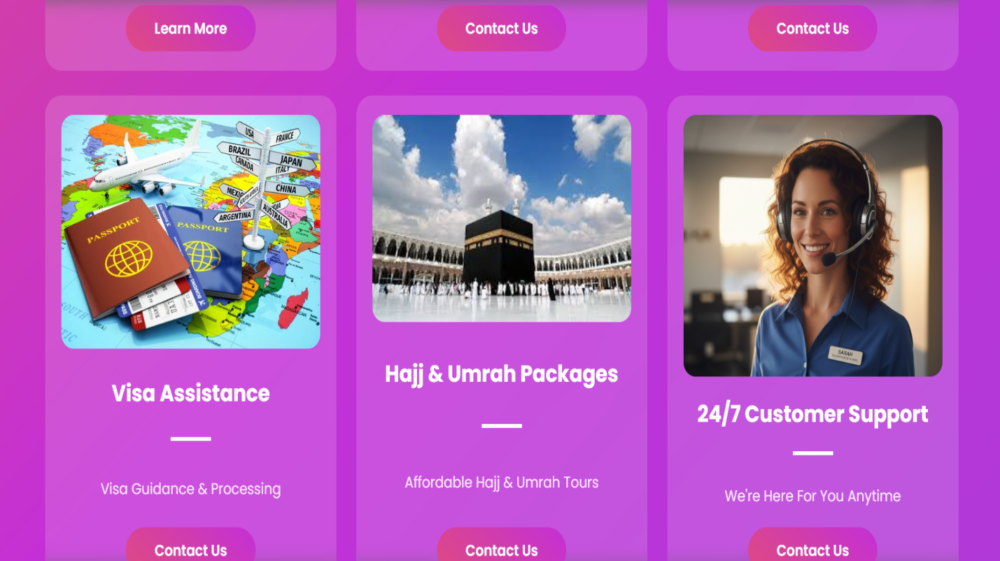 Learn More
Contact Us
Contact Us
USA
FRANCE
BRAZIL
JAPAN
CANADA
ITALY
CHINA
SOUTH AFRICA
AUSTRALIA
ARGENTINA
PASSPORT
PASSPORT
MADAGASCAR
SOUTH
SARAH
Visa Assistance
Visa Guidance & Processing
Contact Us
Hajj & Umrah Packages
Affordable Hajj & Umrah Tours
Contact Us
24/7 Customer Support
We're Here For You Anytime
Contact Us